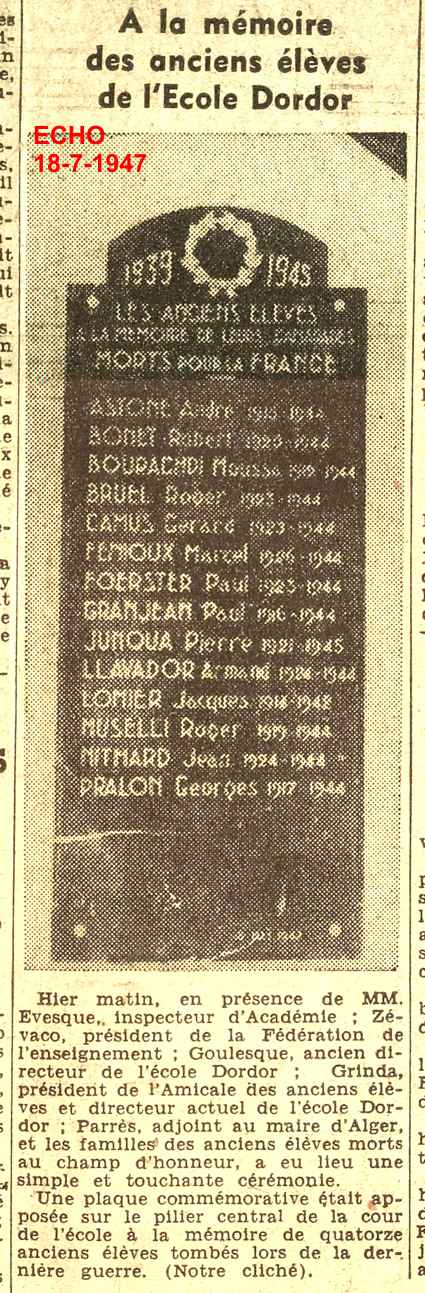 A la mémoire
des anciens élèves
de l'Ecole Dordor
ECHO
18-7-1947
1939 1945
LES ANCIENS ELEVES
A LA MEMOIRE DE LEURS CAMARADES
MORTS POUR LA FRANCE
ASTONE André 1915-1944
BONET Robert 1920-1944
BOURACHDI Moussa 1919-1944
BRUEL Roger 1923-1944
CAMUS Gerard 1923-1944
FENIOUX Marcel 1926-1944
FOERSTER Paul 1923-1944
GRANJEAN Paul 1916-1944
JUNQUA Pierre 1921-1945
LLAVADOR Armand 1924-1944
LOMIER Jacques 1914-1942
MUSELLI Roger 1919-1944
NITHARD Jean 1924-1944
PRALON Georges 1917 1944
Hier matin, en présence de MM.
Evesque, inspecteur d'Académie ; Zé-
vaco, président de la Fédération de
l'enseignement ; Goulesque, ancien di-
recteur de l'école Dordor ; Grinda,
président de l'Amicale des anciens élè-
ves et directeur actuel de l'école Dor-
dor ; Parrès, adjoint au maire d'Alger,
et les familles des anciens élèves morts
au champ d'honneur, a eu lieu une
simple et touchante cérémonie.
Une plaque commémorative était ap-
posée sur le pilier central de la cour
de l'école à la mémoire de quatorze
anciens élèves tombés lors de la der-
nière guerre. (Notre cliché).